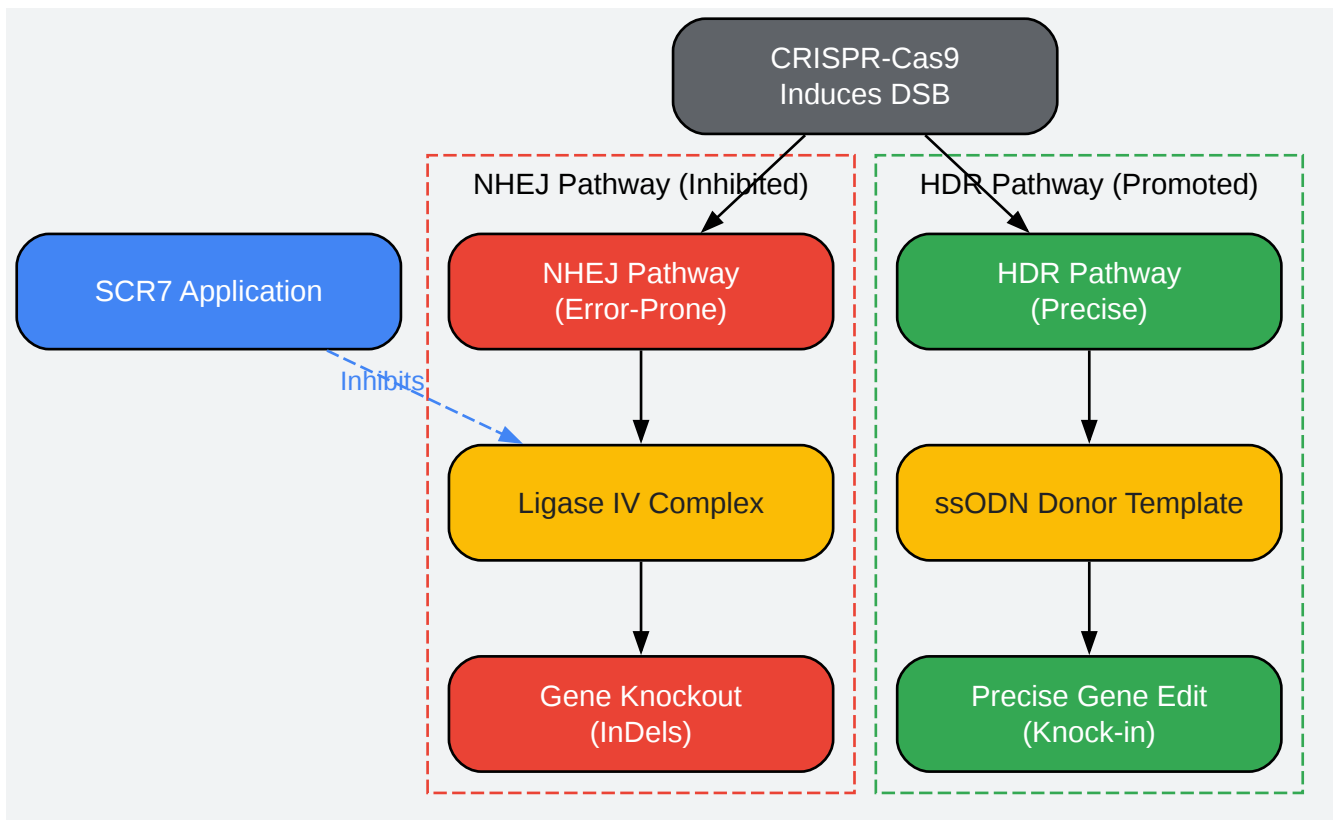 CRISPR-Cas9
Induces DSB
NHEJ Pathway (Inhibited)
HDR Pathway (Promoted)
SCR7 Application
NHEJ Pathway
(Error-Prone)
HDR Pathway
(Precise)
Inhibits
Ligase IV Complex
ssODN Donor Template
Gene Knockout
(InDels)
Precise Gene Edit
(Knock-in)